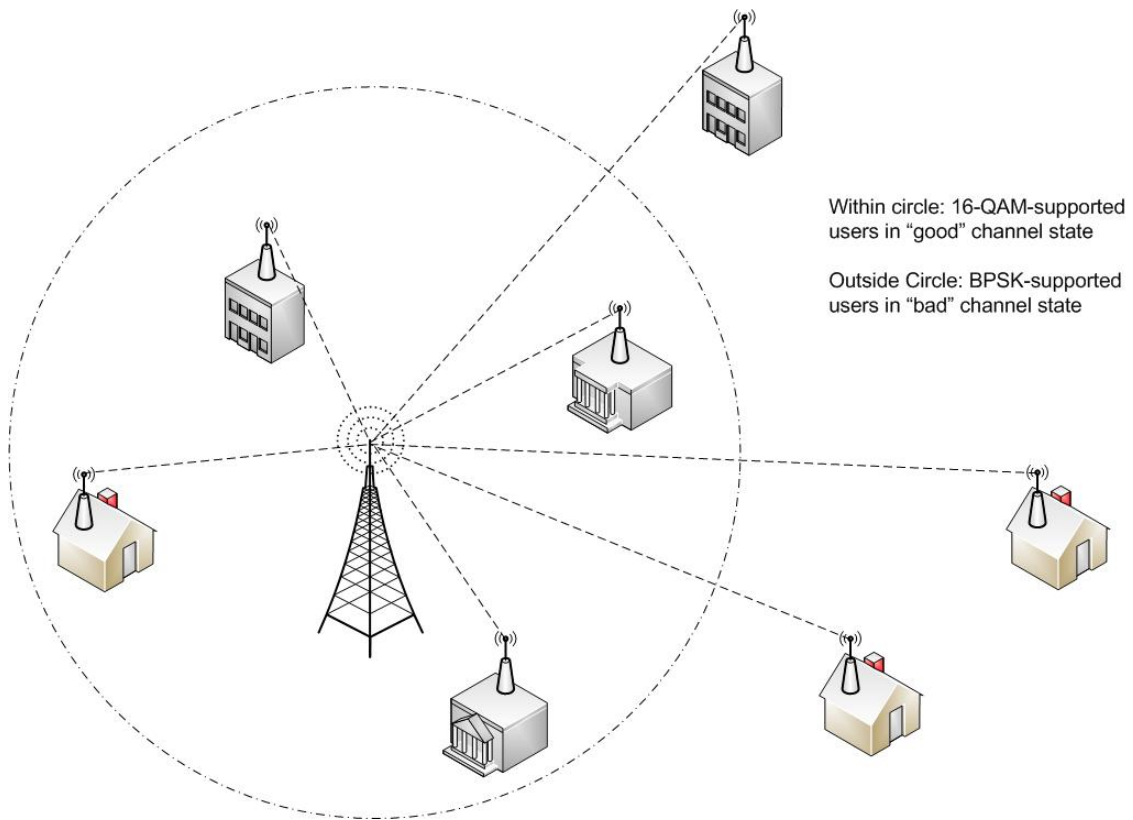 Within circle: 16-QAM-supported
users in “good” channel state
Outside Circle: BPSK-supported
users in “bad” channel state